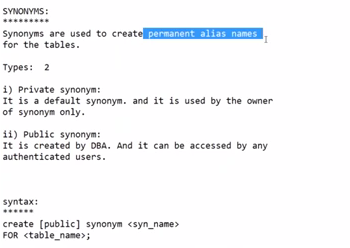 SYNONYMS:
*********
Synonyms are used to create permanent alias names
for the tables.
Types:  2
i) Private synonym:
It is a default synonym. and it is used by the owner
of synonym only.
ii) Public synonym:
It is created by DBA. And it can be accessed by any
authenticated users.
syntax:
******
create [public] synonym <syn_name>
FOR <table_name>;